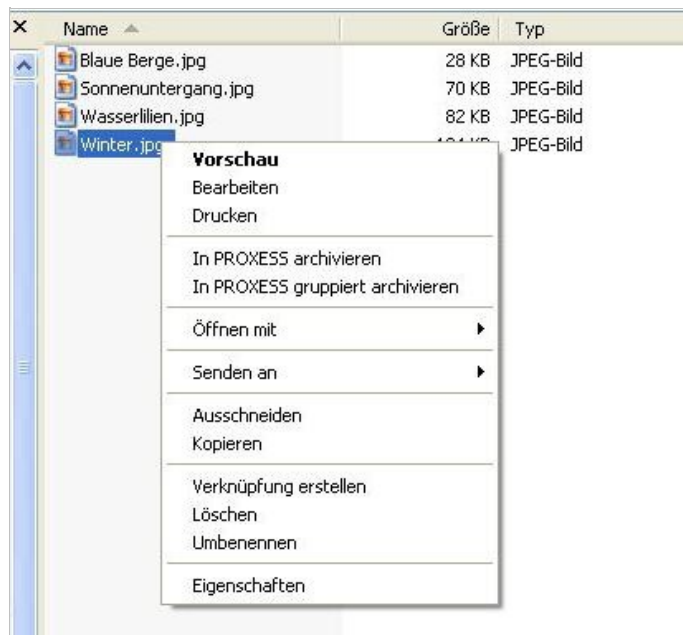 Name Größe Typ
Blaue Berge.jpg 28 KB JPEG-Bild
Sonnenuntergang.jpg 70 KB JPEG-Bild
Wasserlilien.jpg 82 KB JPEG-Bild
Winter.jpg KB JPEG-Bild
Vorschau
Bearbeiten
Drucken
In PROXESS archivieren
In PROXESS gruppiert archivieren
Öffnen mit
Senden an
Ausschneiden
Kopieren
Verknüpfung erstellen
Löschen
Umbenennen
Eigenschaften